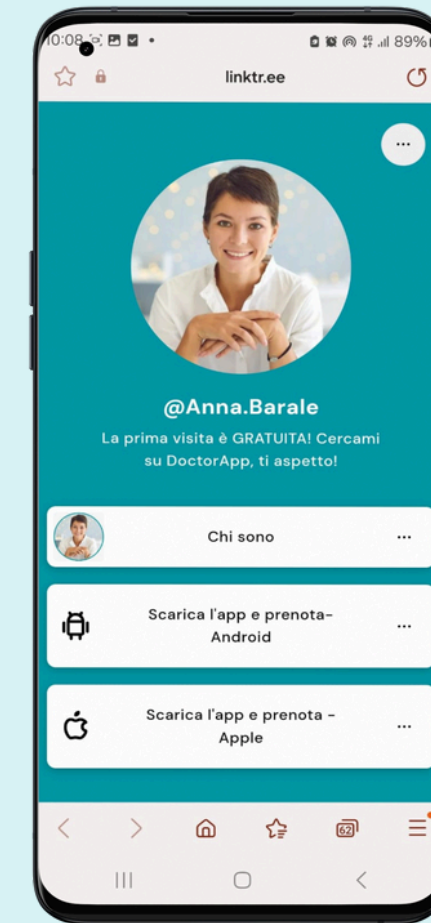 10:08
89%
linktr.ee
@Anna.Barale
La prima visita è GRATUITA! Cercami
su DoctorApp, ti aspetto!
Chi sono
Scarica l'app e prenota-
Android
Scarica l'app e prenota -
Apple
62